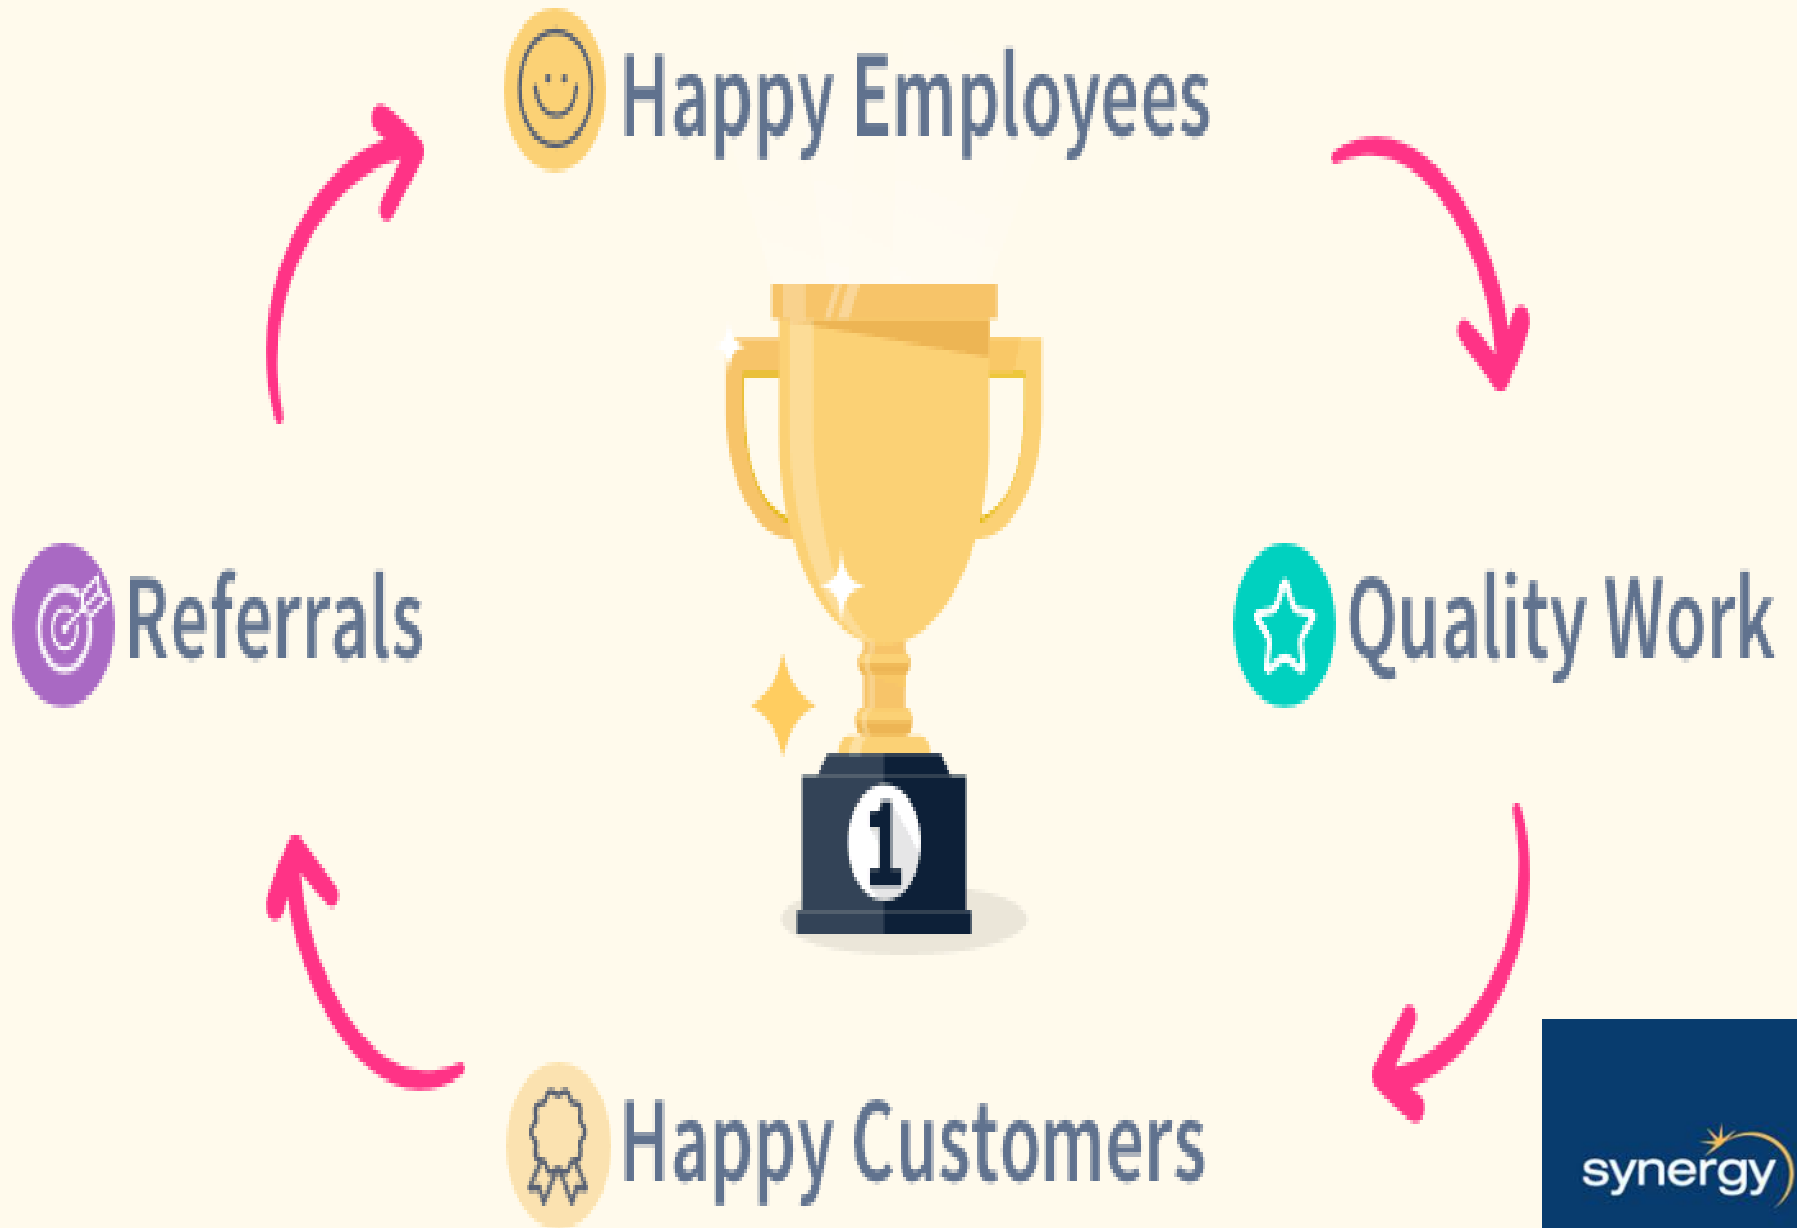 Happy Employees
Referrals
Quality Work
1
Happy Customers
synergy